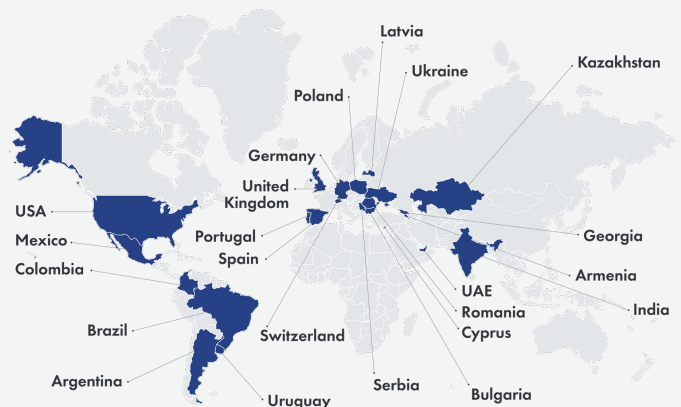 Latvia
Kazakhstan
Ukraine
Poland
Germany
United
Kingdom
USA
Portugal
Georgia
Mexico
Spain
Colombia
Armenia
UAE
India
Romania
Brazil
Switzerland
Cyprus
Argentina
Serbia
Bulgaria
Uruguay